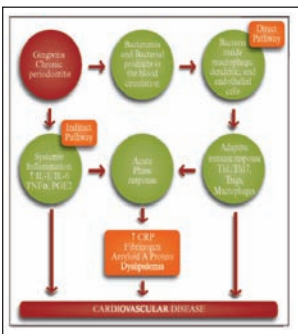 Direct
Pathway
Gingivitis
Chronic
periodontitis
Bacteremia and
Bacterial
products in the
blood
circulation
Bacteria
inside
macrophage,
dendritic, and
endothelial
cells
Indirect
Pathway
Systemic
Inflammation
↑ IL-1, IL-6
TNFα, PGE2
Acute
Phase
response
Adaptive
immune response
Th1, Th17,
Tregs,
Macrophages
↑ CRP
Fibrinogen
Amyloid A Protein
Dyslipidemia
CARDIOVASCULAR DISEASE